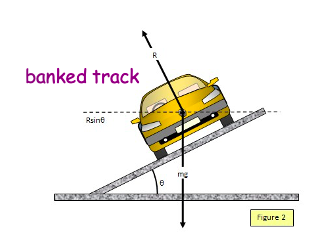 R
banked track
Rsinθ
mg
θ
Figure 2